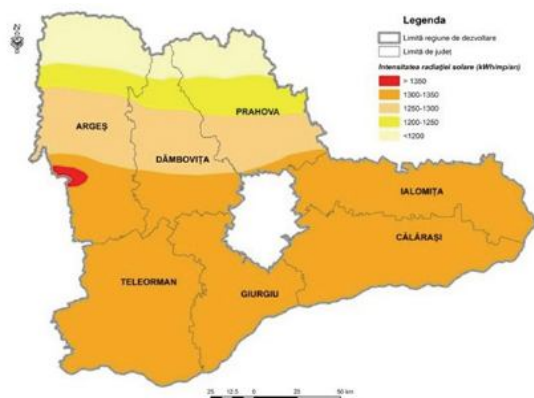 Legenda
Limită regiune de dezvoltare
Limită de județ
Intensitatea radiației solare (kWh/mp/an)
> 1350
1300-1350
1250-1300
1200-1250
<1200
PRAHOVA
ARGEȘ
DÂMBOVIȚA
IALOMIȚA
CĂLĂRAȘI
TELEORMAN
GIURGIU
25 12.5 0 25 50 km